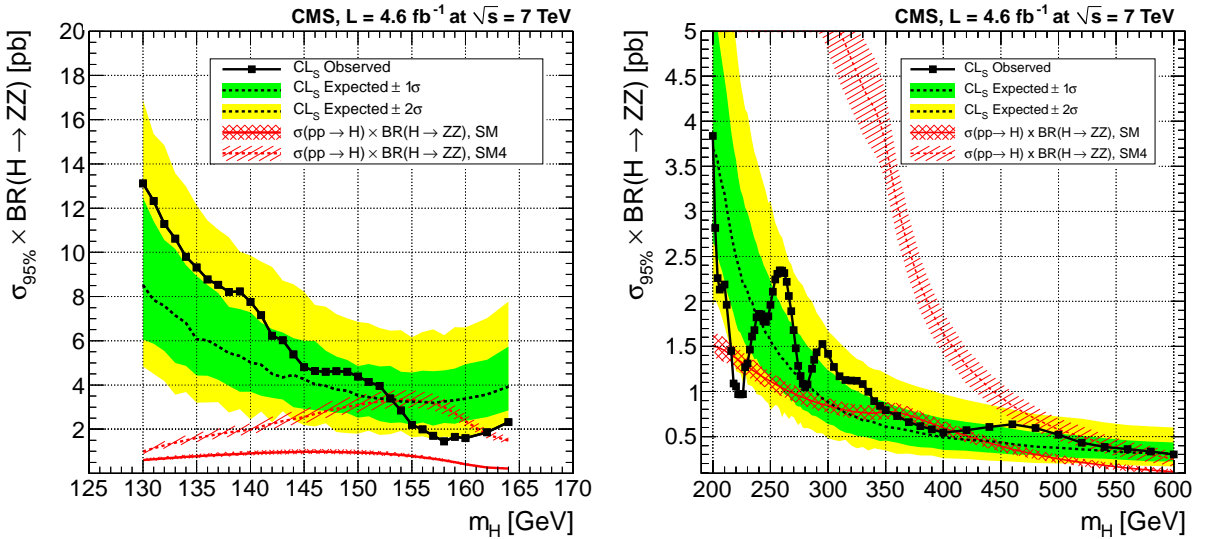 CMS, L = 4.6 fb⁻¹ at √s = 7 TeV
σ95% × BR(H → ZZ) [pb]
20
18
16
14
12
10
8
6
4
2
CLS Observed
CLS Expected ± 1σ
CLS Expected ± 2σ
σ(pp → H) × BR(H → ZZ), SM
σ(pp → H) × BR(H → ZZ), SM4
125 130 135 140 145 150 155 160 165 170
mH [GeV]
CMS, L = 4.6 fb⁻¹ at √s = 7 TeV
σ95% × BR(H → ZZ) [pb]
5
4.5
4
3.5
3
2.5
2
1.5
1
0.5
CLS Observed
CLS Expected ± 1σ
CLS Expected ± 2σ
σ(pp → H) x BR(H → ZZ), SM
σ(pp → H) x BR(H → ZZ), SM4
200 250 300 350 400 450 500 550 600
mH [GeV]